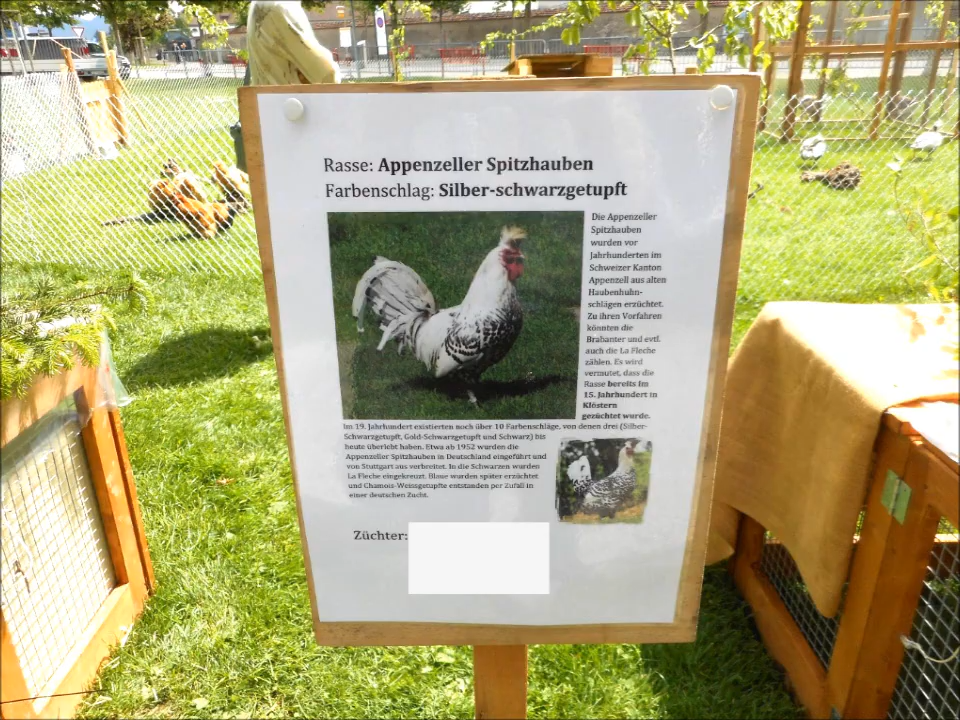 Rasse: Appenzeller Spitzhauben
Farbenschlag: Silber-schwarzgetupft
Die Appenzeller
Spitzhauben
wurden vor
Jahrhunderten im
Schweizer Kanton
Appenzell aus alten
Haubenhuhn-
schlägen erzüchtet.
Zu ihren Vorfahren
könnten die
Brabanter und evtl.
auch die La Fleche
zählen. Es wird
vermutet, dass die
Rasse bereits im
15. Jahrhundert in
Klöstern
gezüchtet wurde.
Im 19. Jahrhundert existierten noch über 10 Farbenschläge, von denen drei (Silber-
Schwarzgetupft, Gold-Schwarzgetupft und Schwarz) bis
heute überlebt haben. Etwa ab 1952 wurden die
Appenzeller Spitzhauben in Deutschland eingeführt und
von Stuttgart aus verbreitet. In die Schwarzen wurden
La Fleche eingekreuzt. Blaue wurden später erzüchtet
und Chamois-Weissgetupfte entstanden per Zufall in
einer deutschen Zucht.
Züchter: